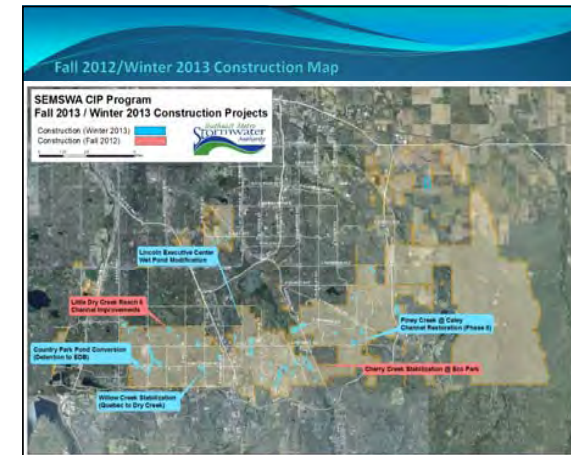 Fall 2012/Winter 2013 Construction Map
SEMSWA CIP Program
Fall 2013 / Winter 2013 Construction Projects
Construction (Winter 2013)
Construction (Fall 2012)
Southeast Metro
Stormwater
Authority
Lincoln Executive Center
Wet Pond Modification
Little Dry Creek Reach 6
Channel Improvements
Country Park Pond Conversion
(Detention to EDB)
Willow Creek Stabilization
(Quebec to Dry Creek)
Piney Creek @ Caley
Channel Restoration (Phase II)
Cherry Creek Stabilization @ Eco Park